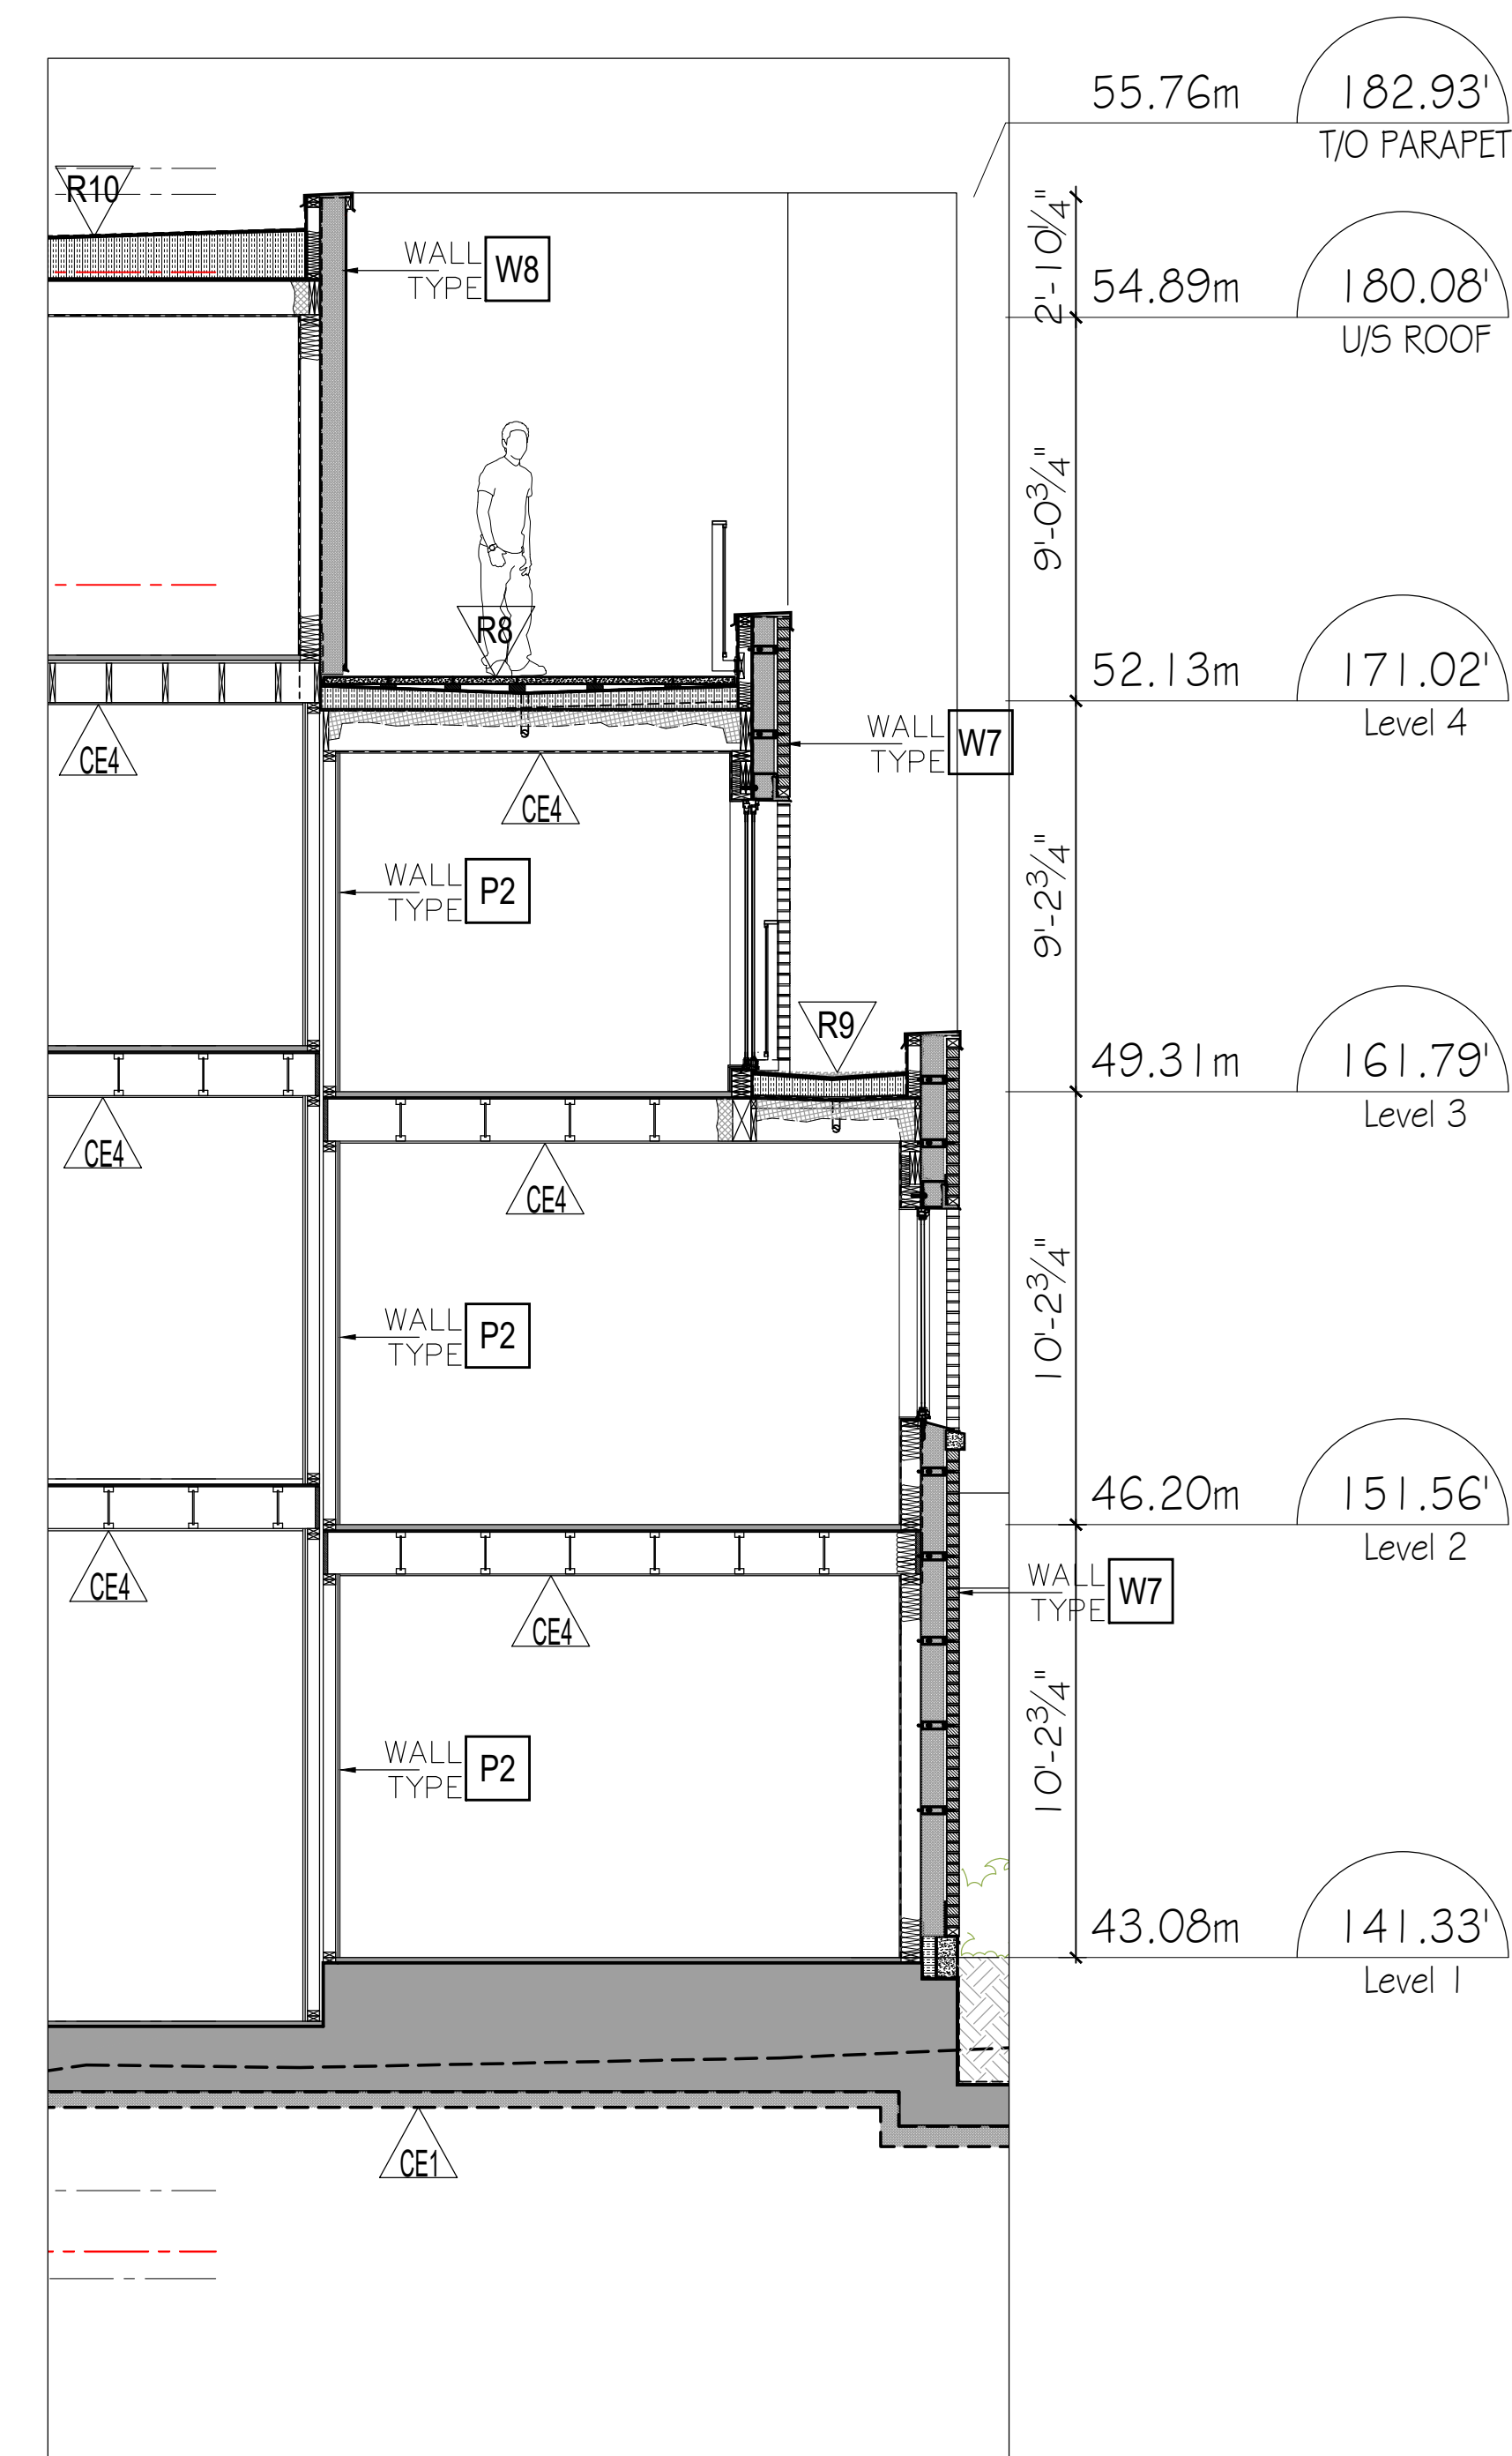 55.76m 182.93'
T/O PARAPET
R10
2'-101/4"
WALL
TYPE W8
54.89m 180.08'
U/S ROOF
9'-03/4"
R8
52.13m 171.02'
Level 4
WALL
TYPE W7
CE4
CE4
9'-23/4"
WALL
TYPE P2
R9
49.31m 161.79'
Level 3
CE4
CE4
10'-23/4"
WALL
TYPE P2
46.20m 151.56'
Level 2
CE4
CE4
WALL
TYPE W7
10'-23/4"
WALL
TYPE P2
43.08m 141.33'
Level 1
CE1